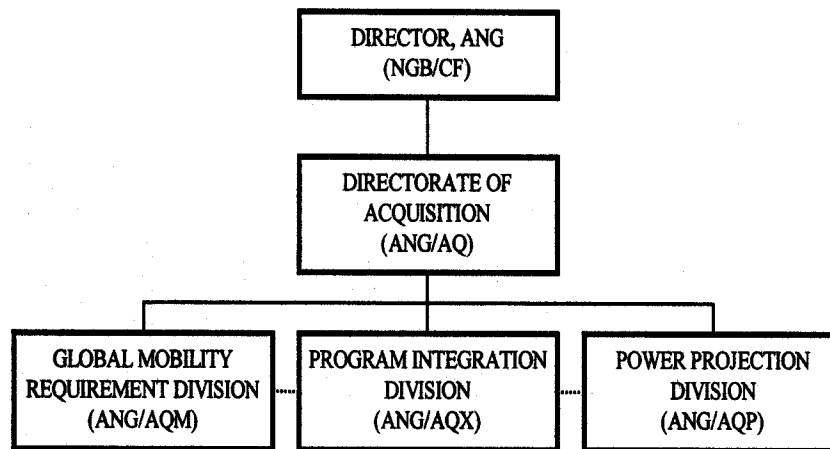 DIRECTOR, ANG
(NGB/CF)
DIRECTORATE OF
ACQUISITION
(ANG/AQ)
GLOBAL MOBILITY
REQUIREMENT DIVISION
(ANG/AQM)
PROGRAM INTEGRATION
DIVISION
(ANG/AQX)
POWER PROJECTION
DIVISION
(ANG/AQP)